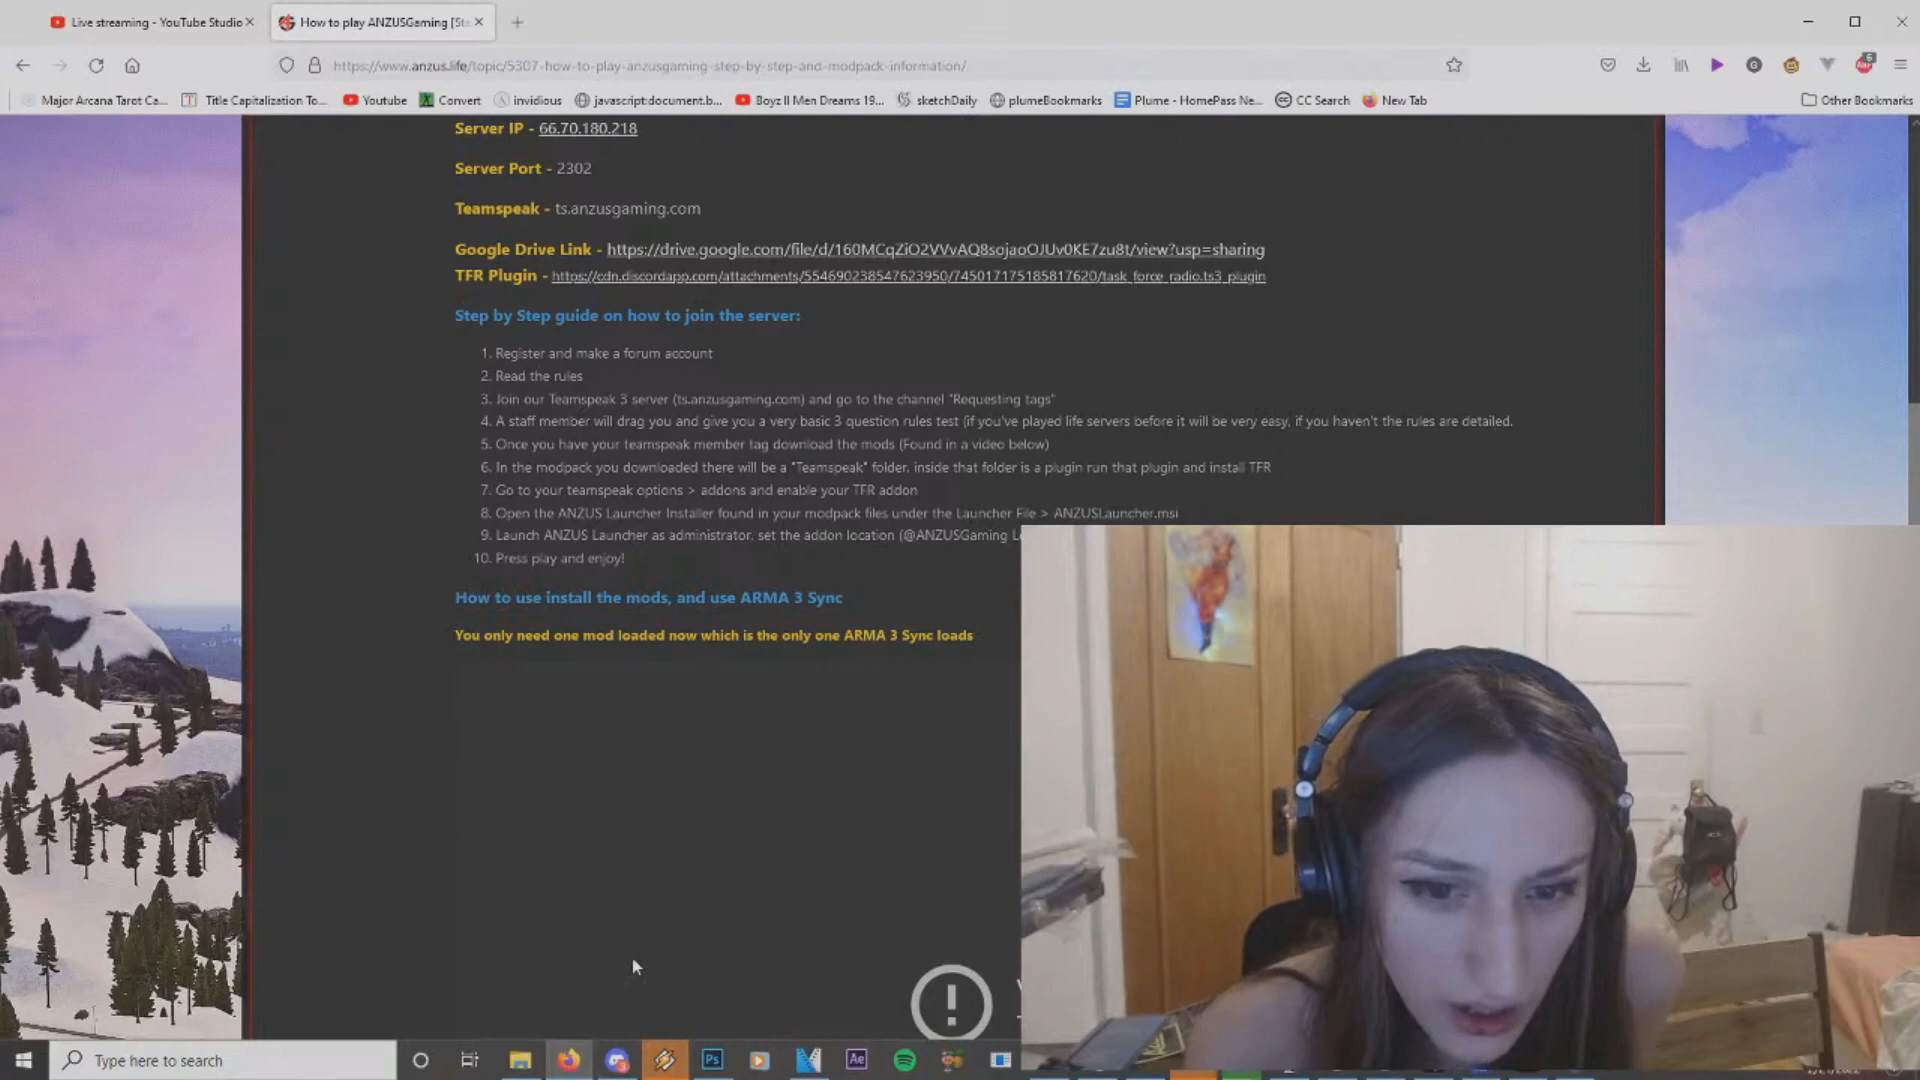 Live streaming - YouTube Studio
How to play ANZUSGaming [St
https://www.anzus.life/topic/5307-how-to-play-anzusgaming-step-by-step-and-modpack-information/
Major Arcana Tarot Ca...
Title Capitalization To...
Youtube
Convert
invidious
javascript:document.b...
Boyz II Men Dreams 19...
sketchDaily
plumeBookmarks
Plume - HomePass Ne...
CC Search
New Tab
Other Bookmarks
Server IP - 66.70.180.218
Server Port - 2302
Teamspeak - ts.anzusgaming.com
Google Drive Link - https://drive.google.com/file/d/160MCqZiO2VVvAQ8sojaoOJUv0KE7zu8t/view?usp=sharing
TFR Plugin - https://cdn.discordapp.com/attachments/554690238547623950/745017175185817620/task_force_radio.ts3_plugin
Step by Step guide on how to join the server:
1. Register and make a forum account
2. Read the rules
3. Join our Teamspeak 3 server (ts.anzusgaming.com) and go to the channel "Requesting tags"
4. A staff member will drag you and give you a very basic 3 question rules test (if you've played life servers before it will be very easy, if you haven't the rules are detailed.
5. Once you have your teamspeak member tag download the mods (Found in a video below)
6. In the modpack you downloaded there will be a "Teamspeak" folder. inside that folder is a plugin run that plugin and install TFR
7. Go to your teamspeak options > addons and enable your TFR addon
8. Open the ANZUS Launcher Installer found in your modpack files under the Launcher File > ANZUSLauncher.msi
9. Launch ANZUS Launcher as administrator, set the addon location (@ANZUSGaming L
10. Press play and enjoy!
How to use install the mods, and use ARMA 3 Sync
You only need one mod loaded now which is the only one ARMA 3 Sync loads
Type here to search
Ps
Ae